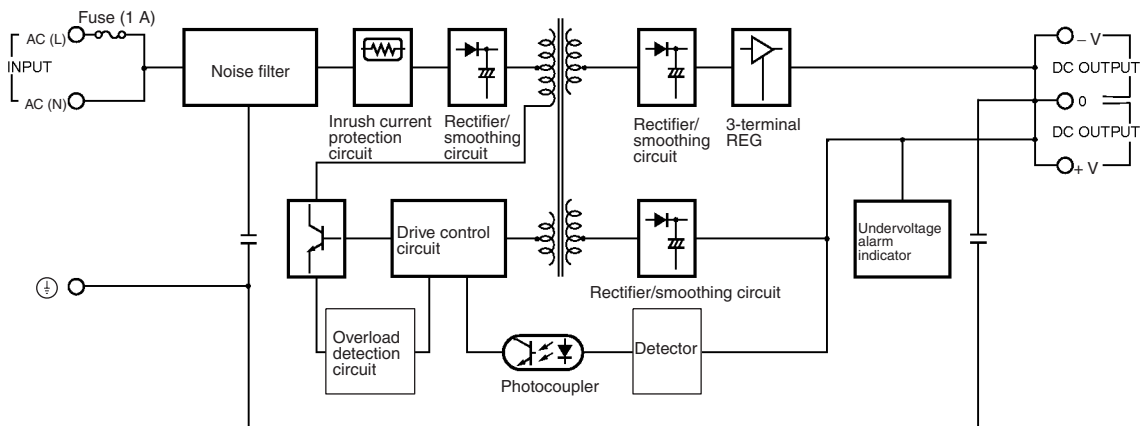 Fuse (1 A)
AC (L)
INPUT
AC (N)
Noise filter
Inrush current
protection
circuit
Rectifier/
smoothing
circuit
Rectifier/
smoothing
circuit
3-terminal
REG
– V
DC OUTPUT
0
DC OUTPUT
+ V
Drive control
circuit
Rectifier/smoothing circuit
Undervoltage
alarm
indicator
Overload
detection
circuit
Photocoupler
Detector